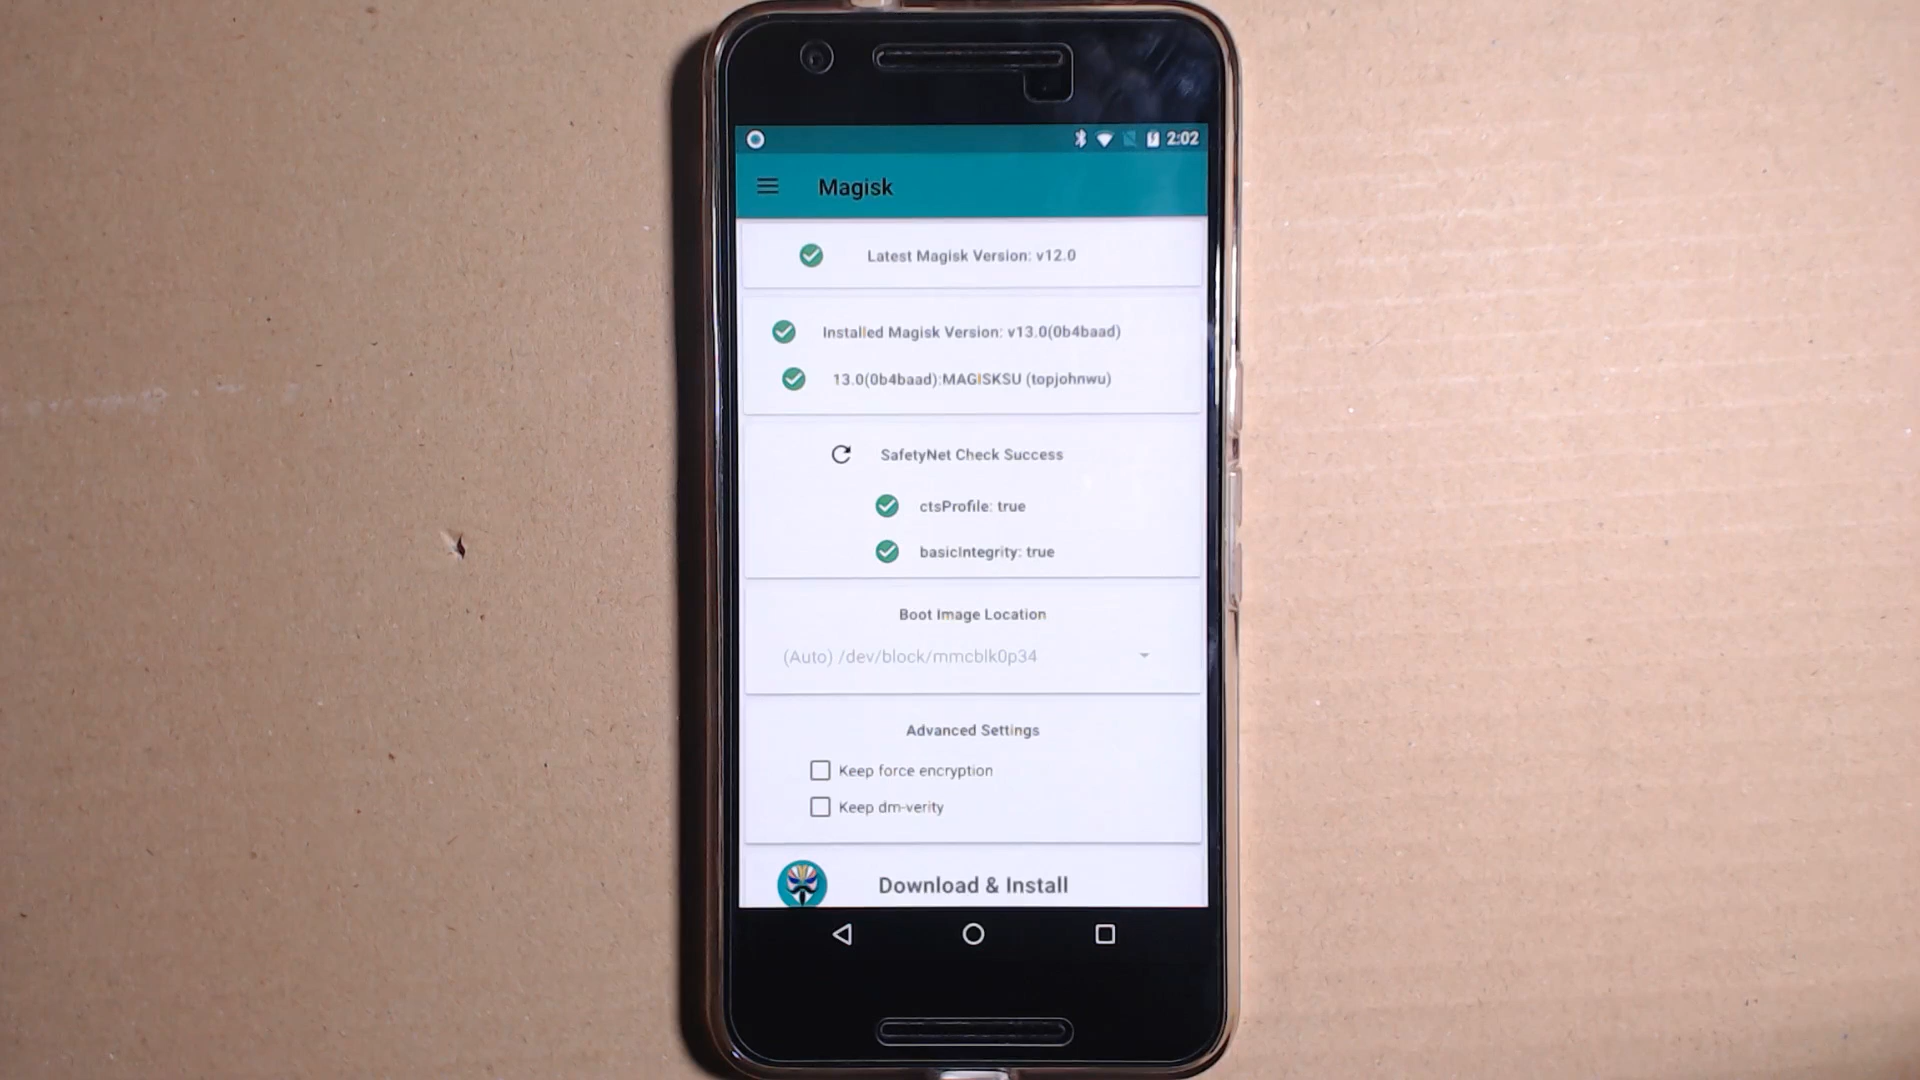 2:02
Magisk
Latest Magisk Version: v12.0
Installed Magisk Version: v13.0(0b4baad)
13.0(0b4baad):MAGISKSU (topjohnwu)
SafetyNet Check Success
ctsProfile: true
basicIntegrity: true
Boot Image Location
(Auto) /dev/block/mmcblk0p34
Advanced Settings
Keep force encryption
Keep dm-verity
Download & Install